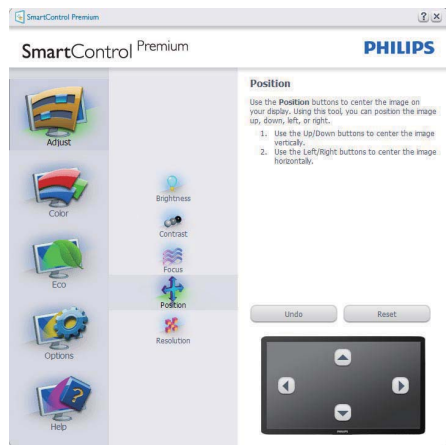 SmartControl Premium
? ×
SmartControl Premium
PHILIPS
Adjust
Color
Eco
Options
Help
Brightness
Contrast
Focus
Position
Resolution
Position
Use the Position buttons to center the image on
your display. Using this tool, you can position the image
up, down, left, or right.
1. Use the Up/Down buttons to center the image
vertically.
2. Use the Left/Right buttons to center the image
horizontally.
Undo
Reset
PHILIPS